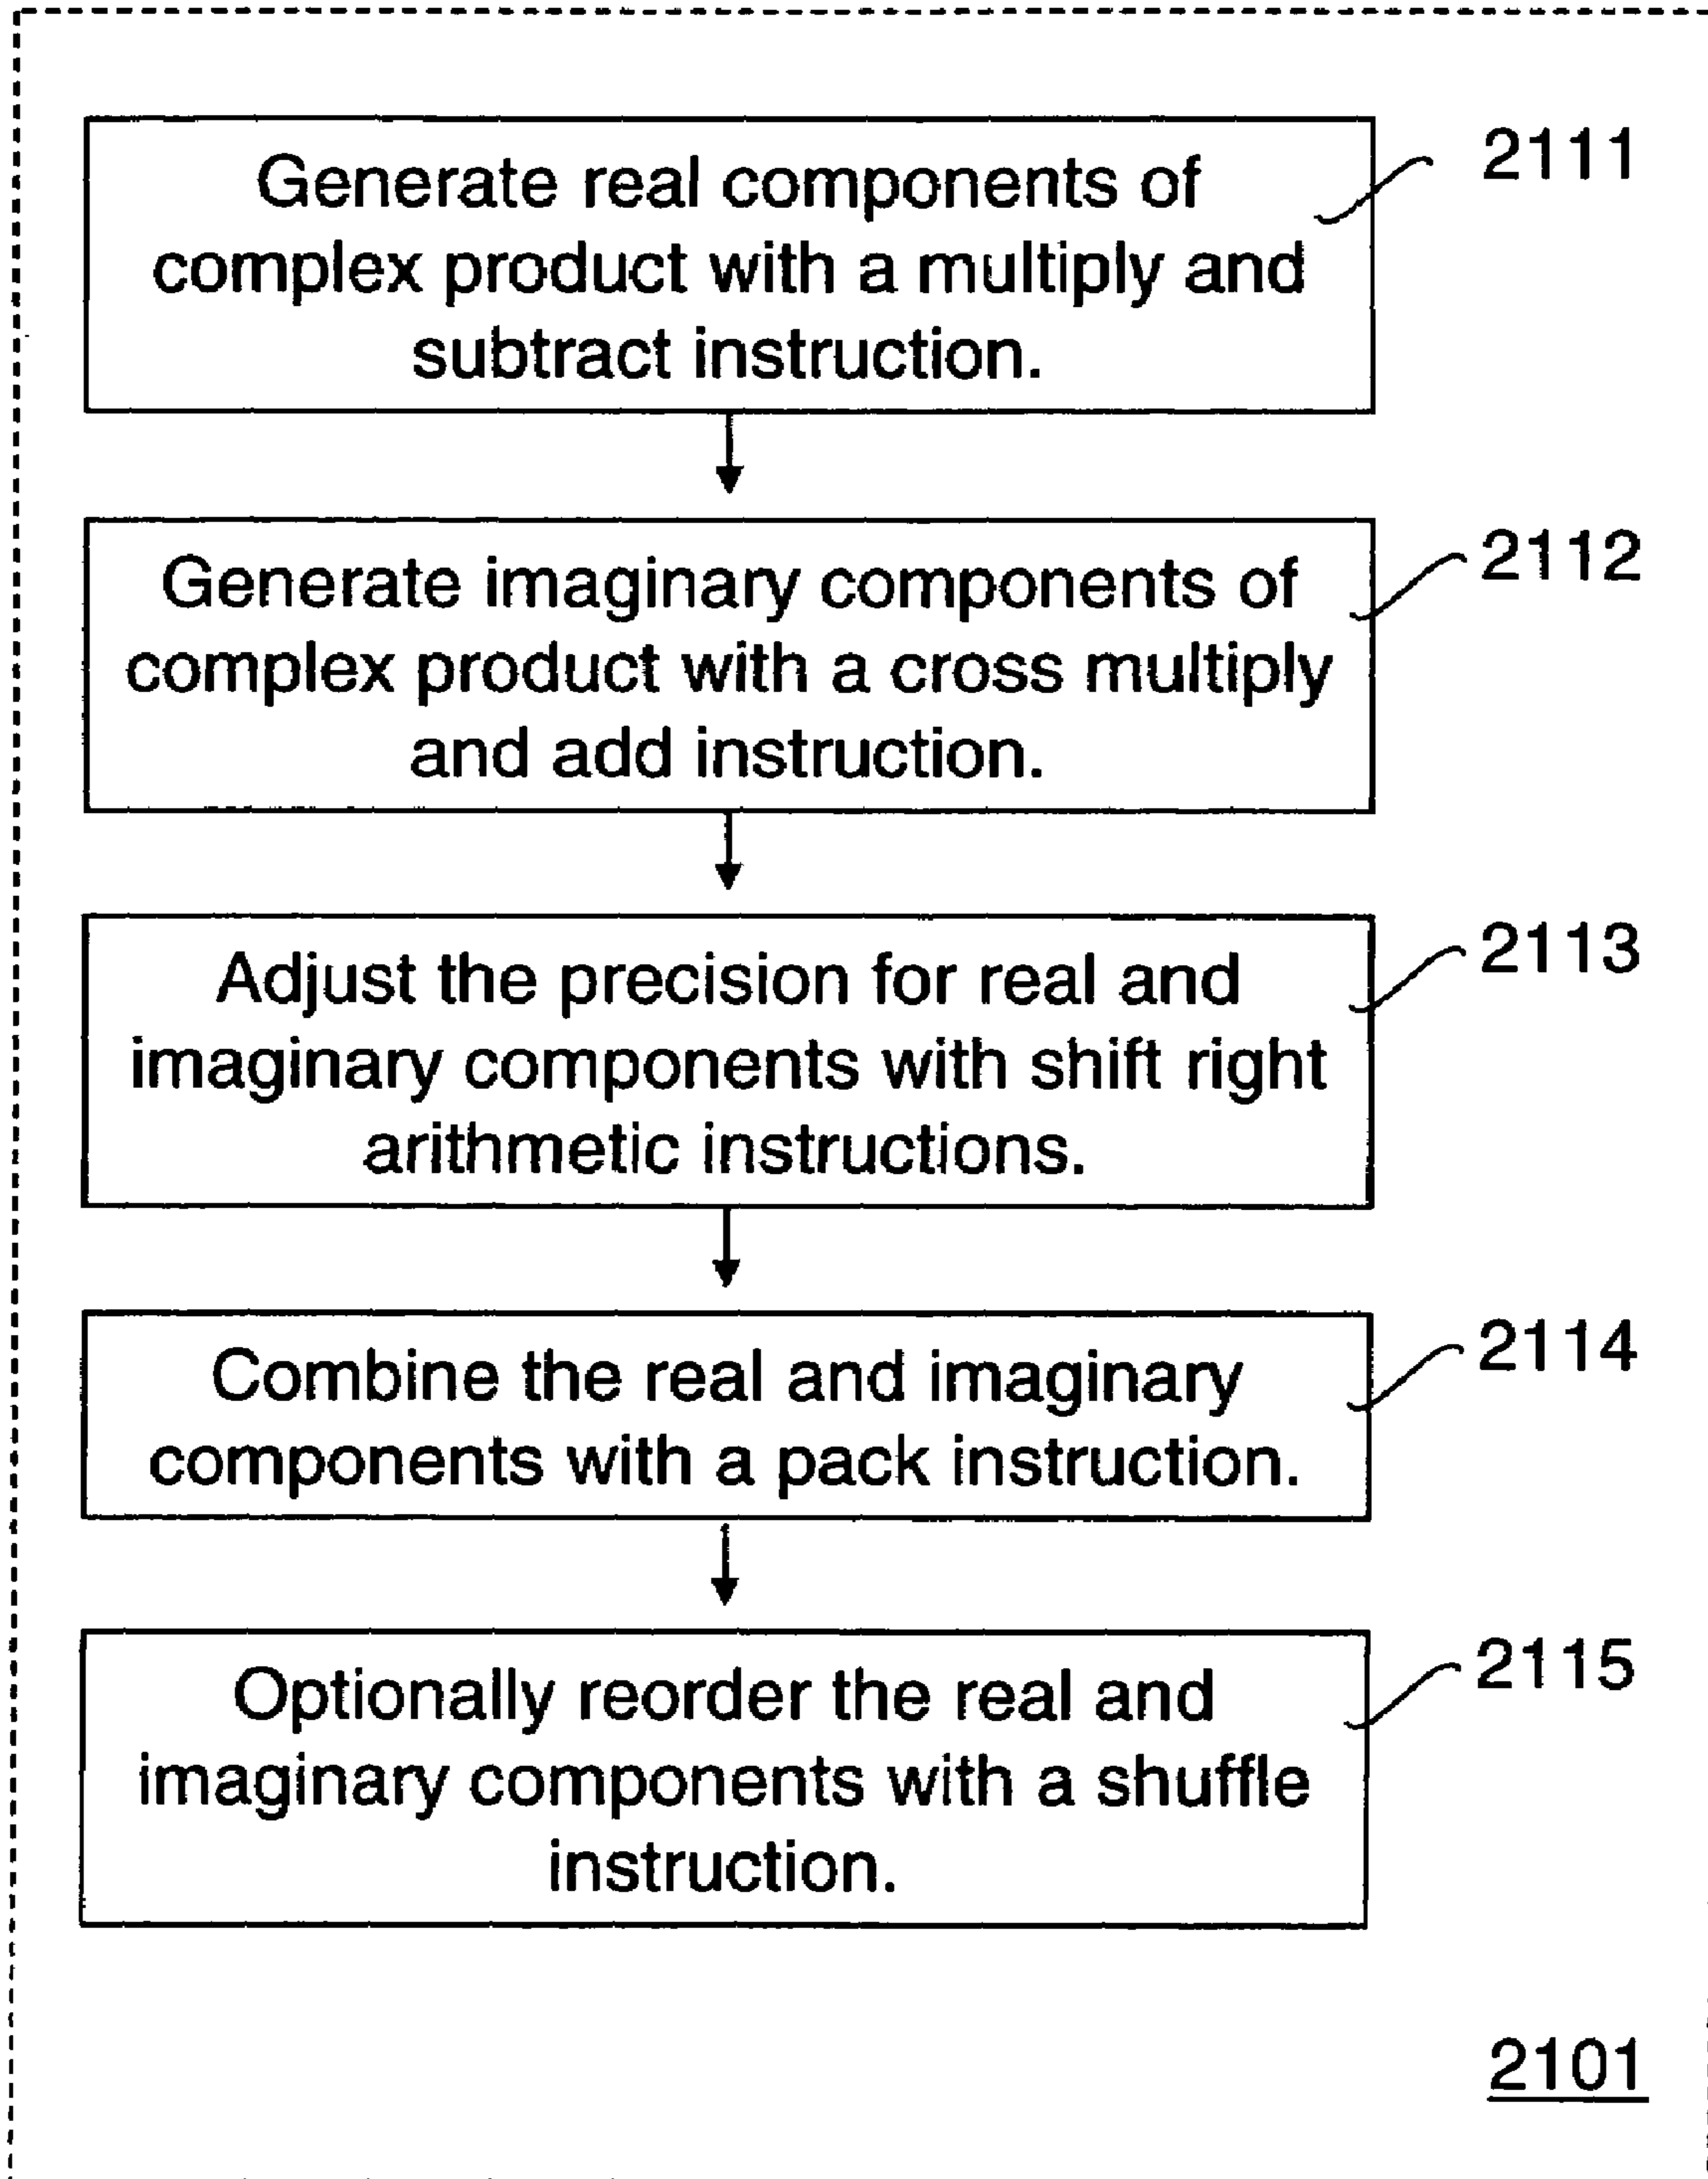 Generate real components of
complex product with a multiply and
subtract instruction.
2111
Generate imaginary components of
complex product with a cross multiply
and add instruction.
2112
Adjust the precision for real and
imaginary components with shift right
arithmetic instructions.
2113
Combine the real and imaginary
components with a pack instruction.
2114
Optionally reorder the real and
imaginary components with a shuffle
instruction.
2115
2101